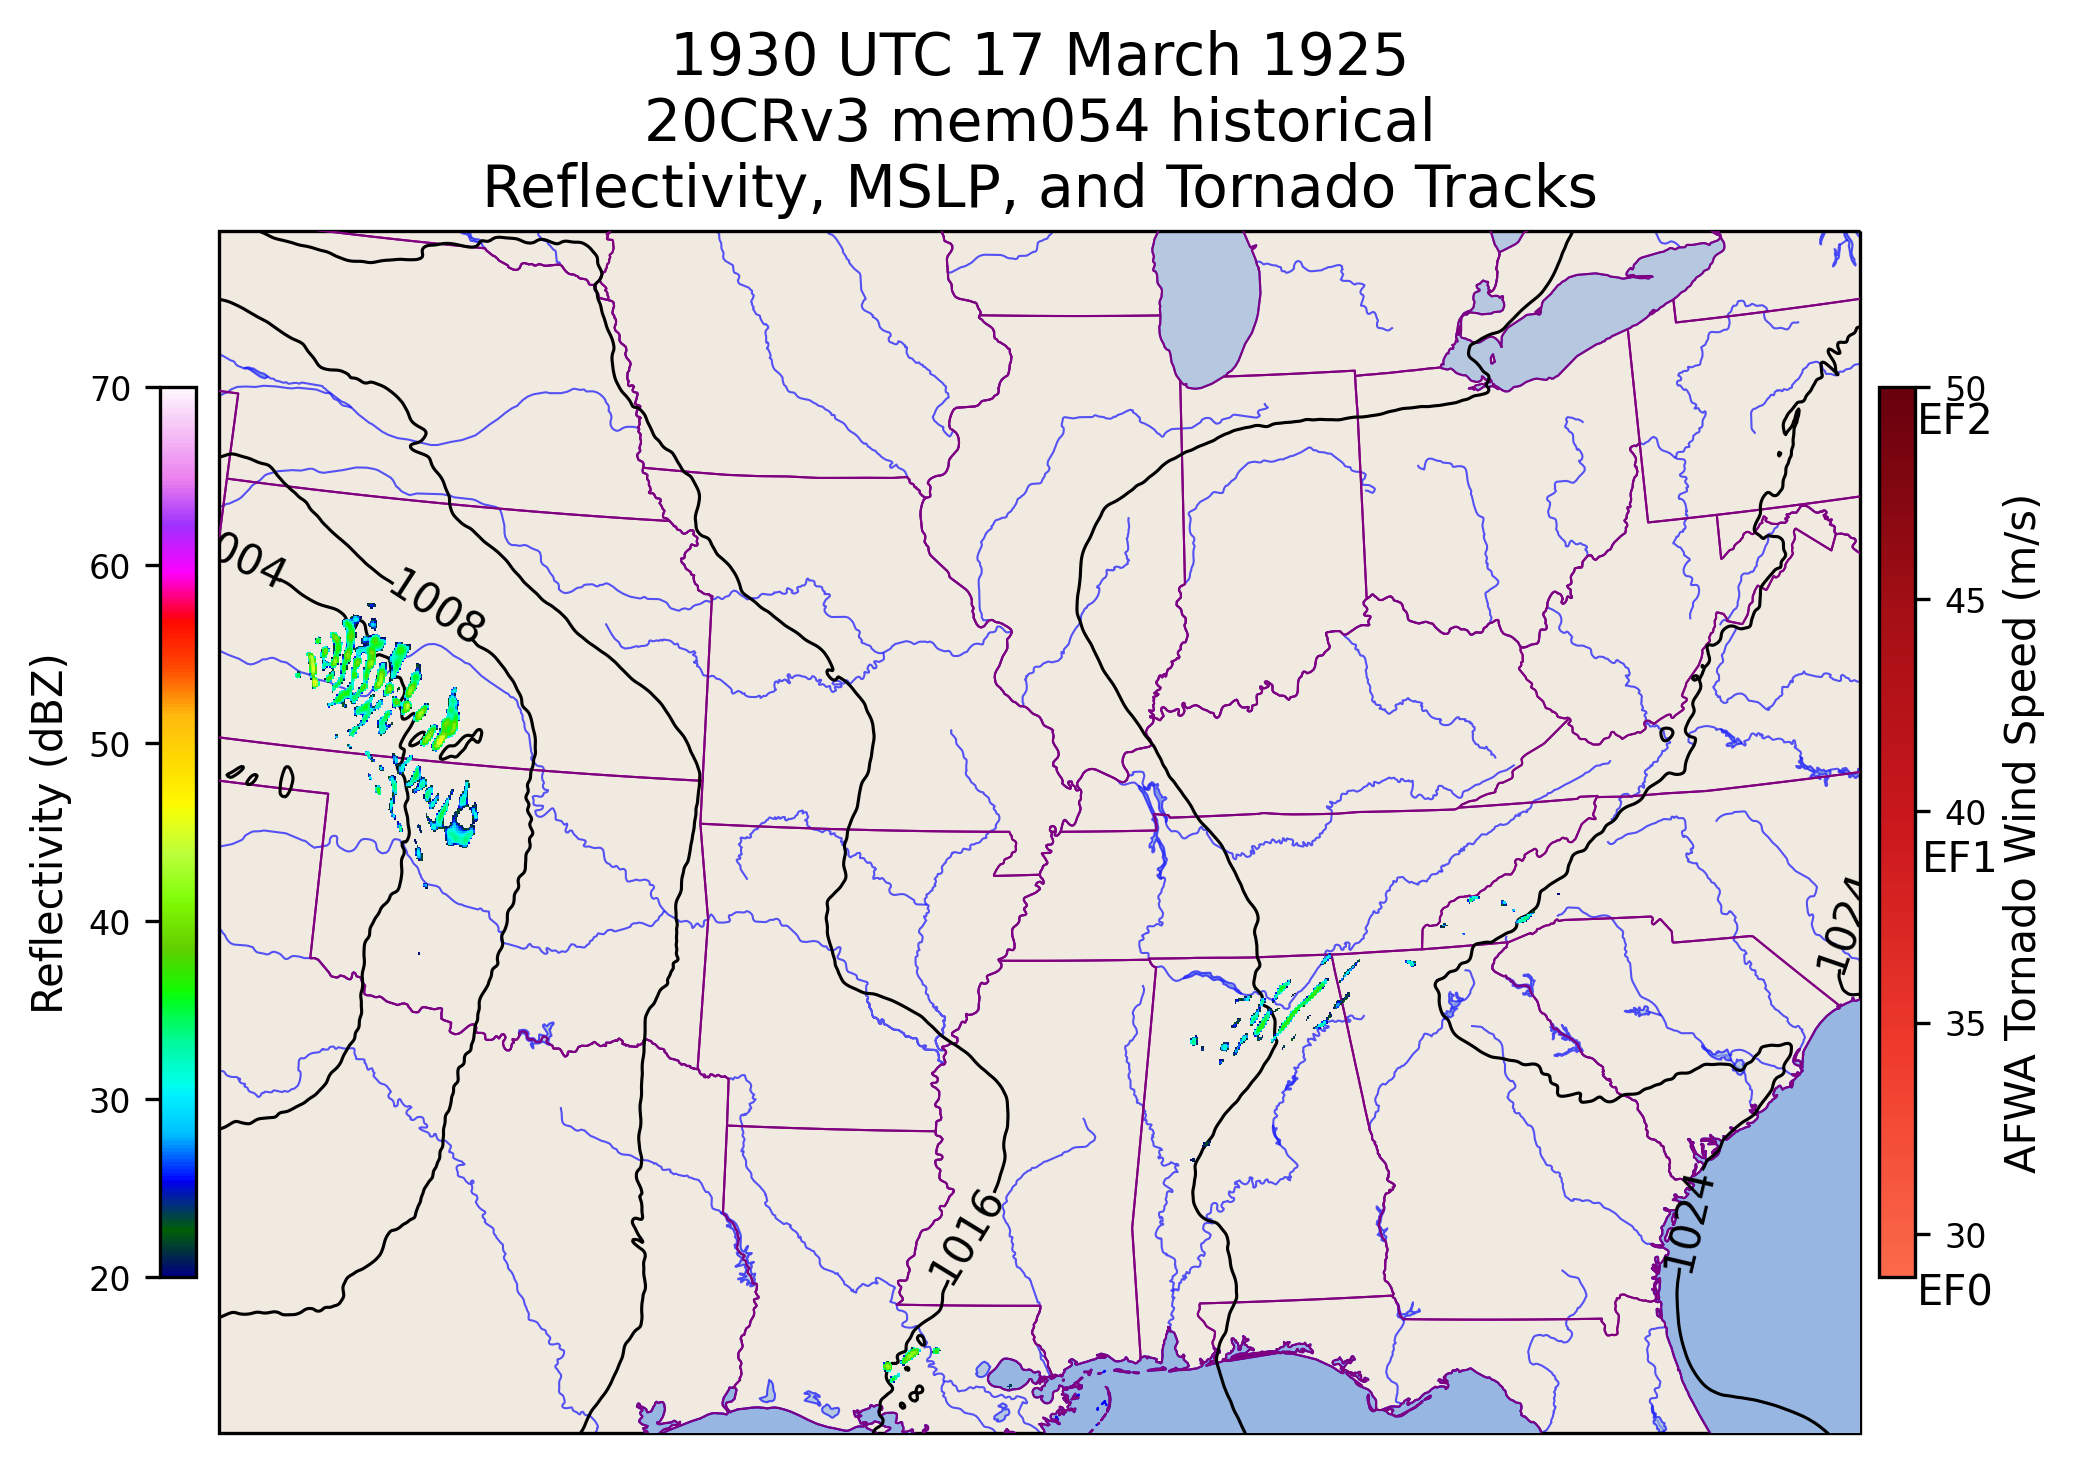 1930 UTC 17 March 1925
20CRv3 mem054 historical
Reflectivity, MSLP, and Tornado Tracks
70
60
50
40
30
20
Reflectivity (dBZ)
004
1008
1016
1024
1024
50
EF2
45
40
EF1
35
30
EF0
AFWA Tornado Wind Speed (m/s)